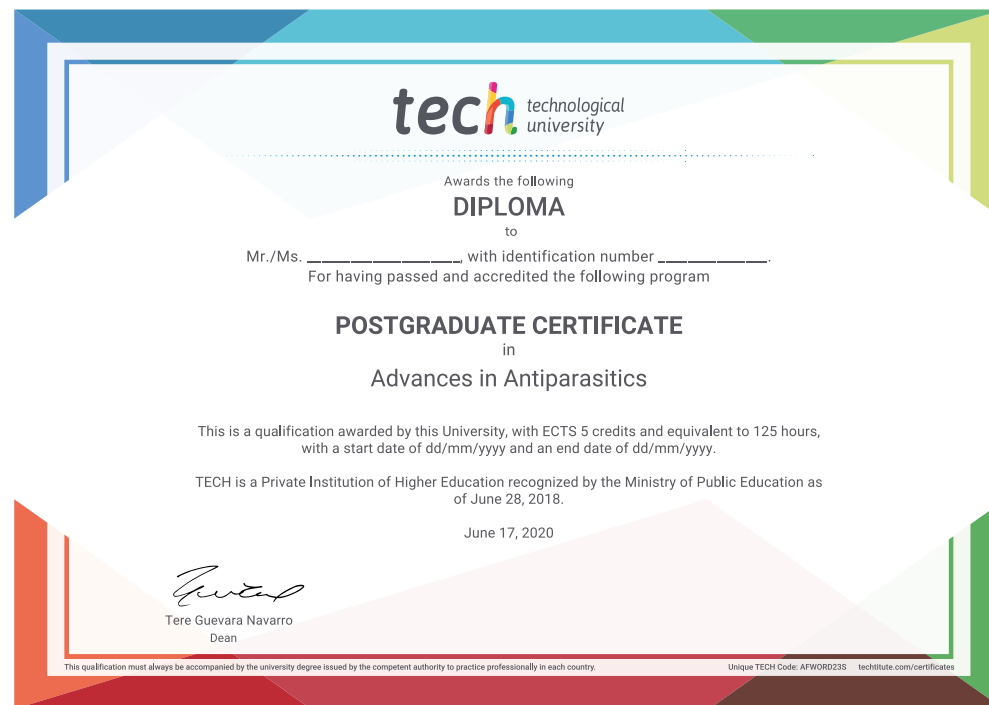 tech technological
university
Awards the following
DIPLOMA
to
Mr./Ms. _____________________, with identification number _______________.
For having passed and accredited the following program
POSTGRADUATE CERTIFICATE
in
Advances in Antiparasitics
This is a qualification awarded by this University, with ECTS 5 credits and equivalent to 125 hours,
with a start date of dd/mm/yyyy and an end date of dd/mm/yyyy.
TECH is a Private Institution of Higher Education recognized by the Ministry of Public Education as
of June 28, 2018.
June 17, 2020
Tere Guevara Navarro
Dean
This qualification must always be accompanied by the university degree issued by the competent authority to practice professionally in each country.
Unique TECH Code: AFWORD23S techtitute.com/certificates